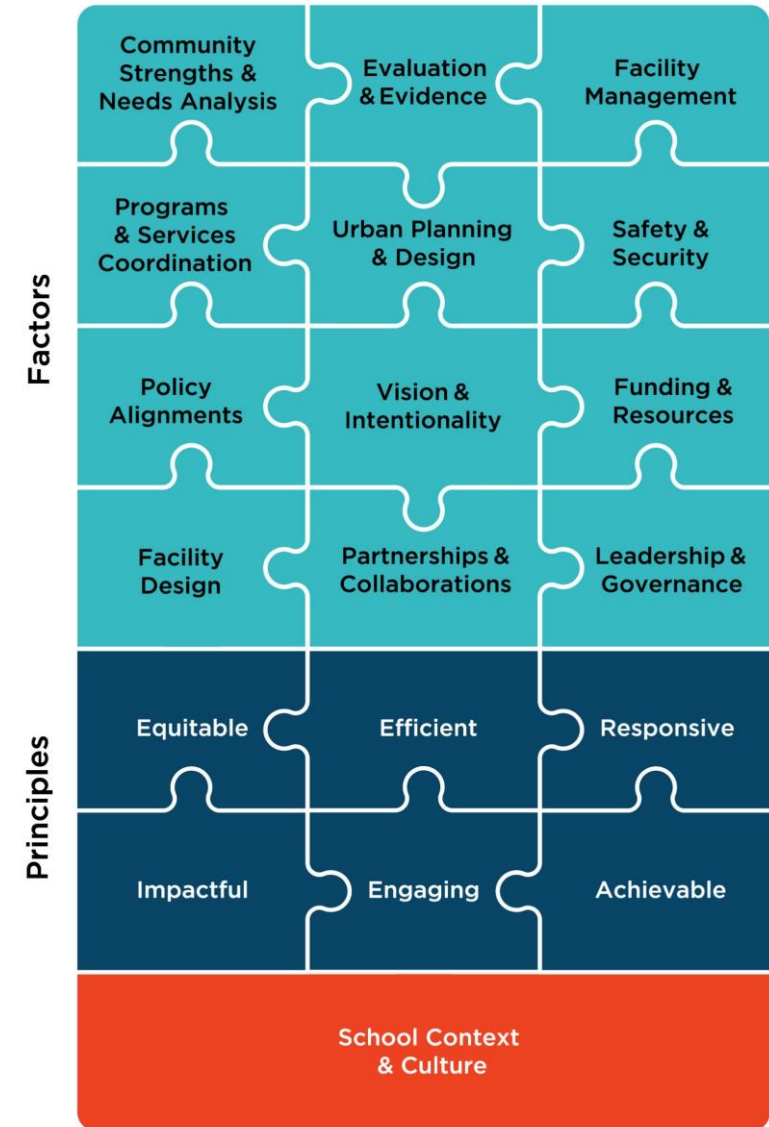 Community
Strengths &
Needs Analysis
Evaluation
& Evidence
Facility
Management
Programs
& Services
Coordination
Urban Planning
& Design
Safety &
Security
Factors
Policy
Alignments
Vision &
Intentionality
Funding &
Resources
Facility
Design
Partnerships &
Collaborations
Leadership &
Governance
Principles
Equitable
Efficient
Responsive
Impactful
Engaging
Achievable
School Context
& Culture